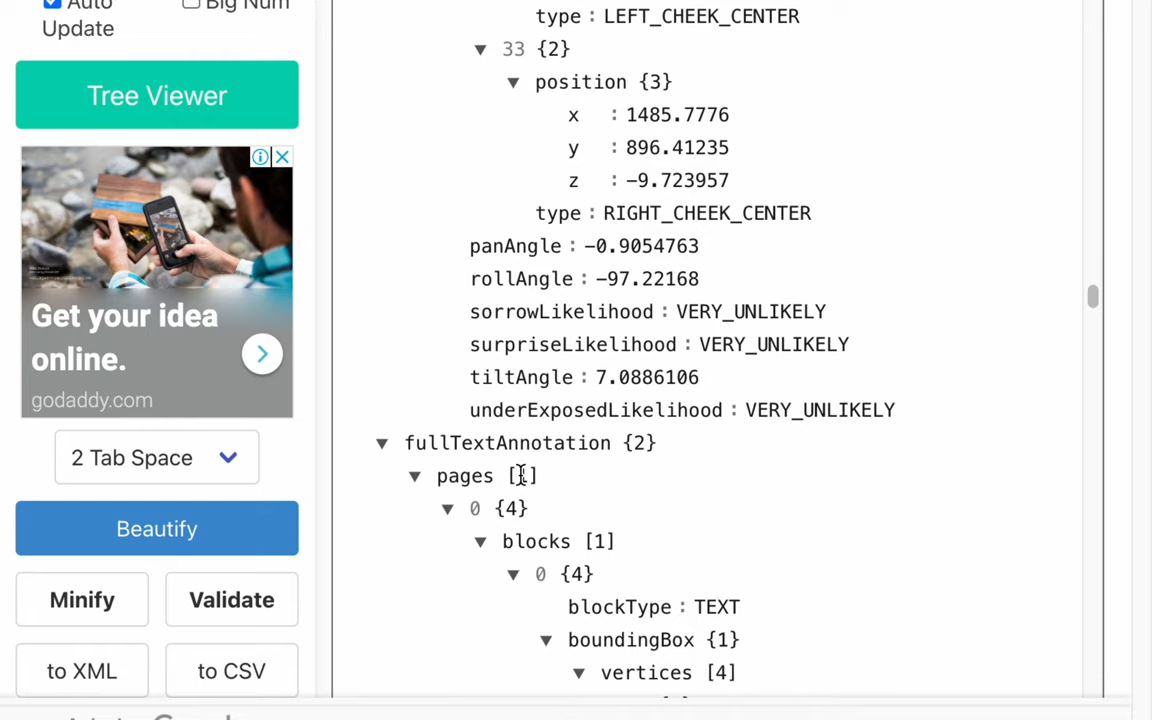 Auto
Update
Big Num
Tree Viewer
Get your idea
online.
godaddy.com
2 Tab Space
Beautify
Minify
Validate
to XML
to CSV
type : LEFT_CHEEK_CENTER
▼ 33 {2}
▼ position {3}
x : 1485.7776
y : 896.41235
z : -9.723957
type : RIGHT_CHEEK_CENTER
panAngle : -0.9054763
rollAngle : -97.22168
sorrowLikelihood : VERY_UNLIKELY
surpriseLikelihood : VERY_UNLIKELY
tiltAngle : 7.0886106
underExposedLikelihood : VERY_UNLIKELY
▼ fullTextAnnotation {2}
▼ pages [1]
▼ 0 {4}
▼ blocks [1]
▼ 0 {4}
blockType : TEXT
▼ boundingBox {1}
▼ vertices [4]